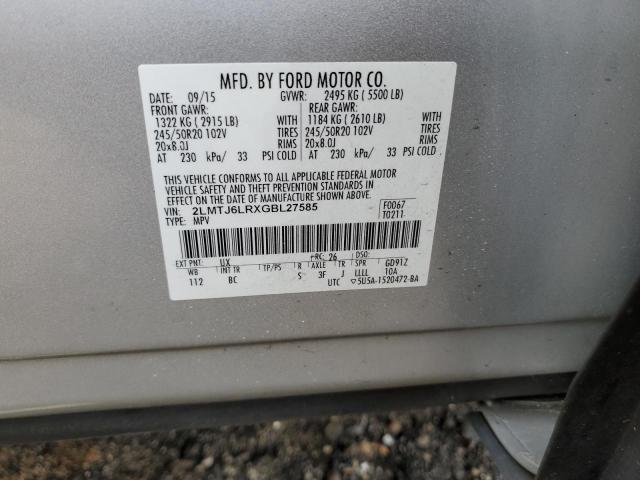 MFD. BY FORD MOTOR CO.
DATE: 09/15 GVWR: 2495 KG ( 5500 LB)
FRONT GAWR: REAR GAWR:
1322 KG ( 2915 LB) WITH 1184 KG ( 2610 LB) WITH
245/50R20 102V TIRES 245/50R20 102V TIRES
20x8.0J RIMS 20x8.0J RIMS
AT 230 kPa/ 33 PSI COLD AT 230 kPa/ 33 PSI COLD
THIS VEHICLE CONFORMS TO ALL APPLICABLE FEDERAL MOTOR
VEHICLE SAFETY AND THEFT PREVENTION STANDARDS IN
EFFECT ON THE DATE OF MANUFACTURE SHOWN ABOVE.
VIN: 2LMTJ6LRXGBL27585 F0067
TYPE: MPV T0211
EXT PNT: UX RC: 26 DSO:
WB INT TR TP/PS R AXLE TR SPR GD91Z
112 BC S 3F J LLLL 10A
UTC ▽5U5A-1520472-BA